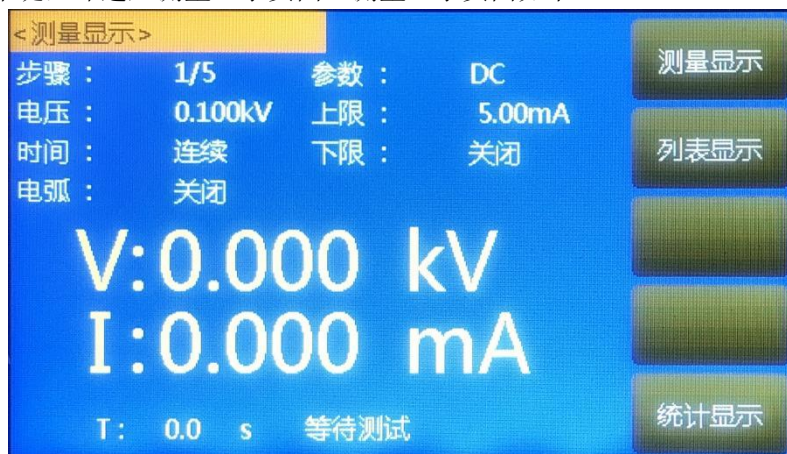 <测量显示>
测量显示
步骤： 1/5 参数： DC
电压： 0.100kV 上限： 5.00mA
时间： 连续 下限： 关闭
列表显示
电弧： 关闭
V:0.000 kV
I:0.000 mA
T: 0.0 s 等待测试
统计显示